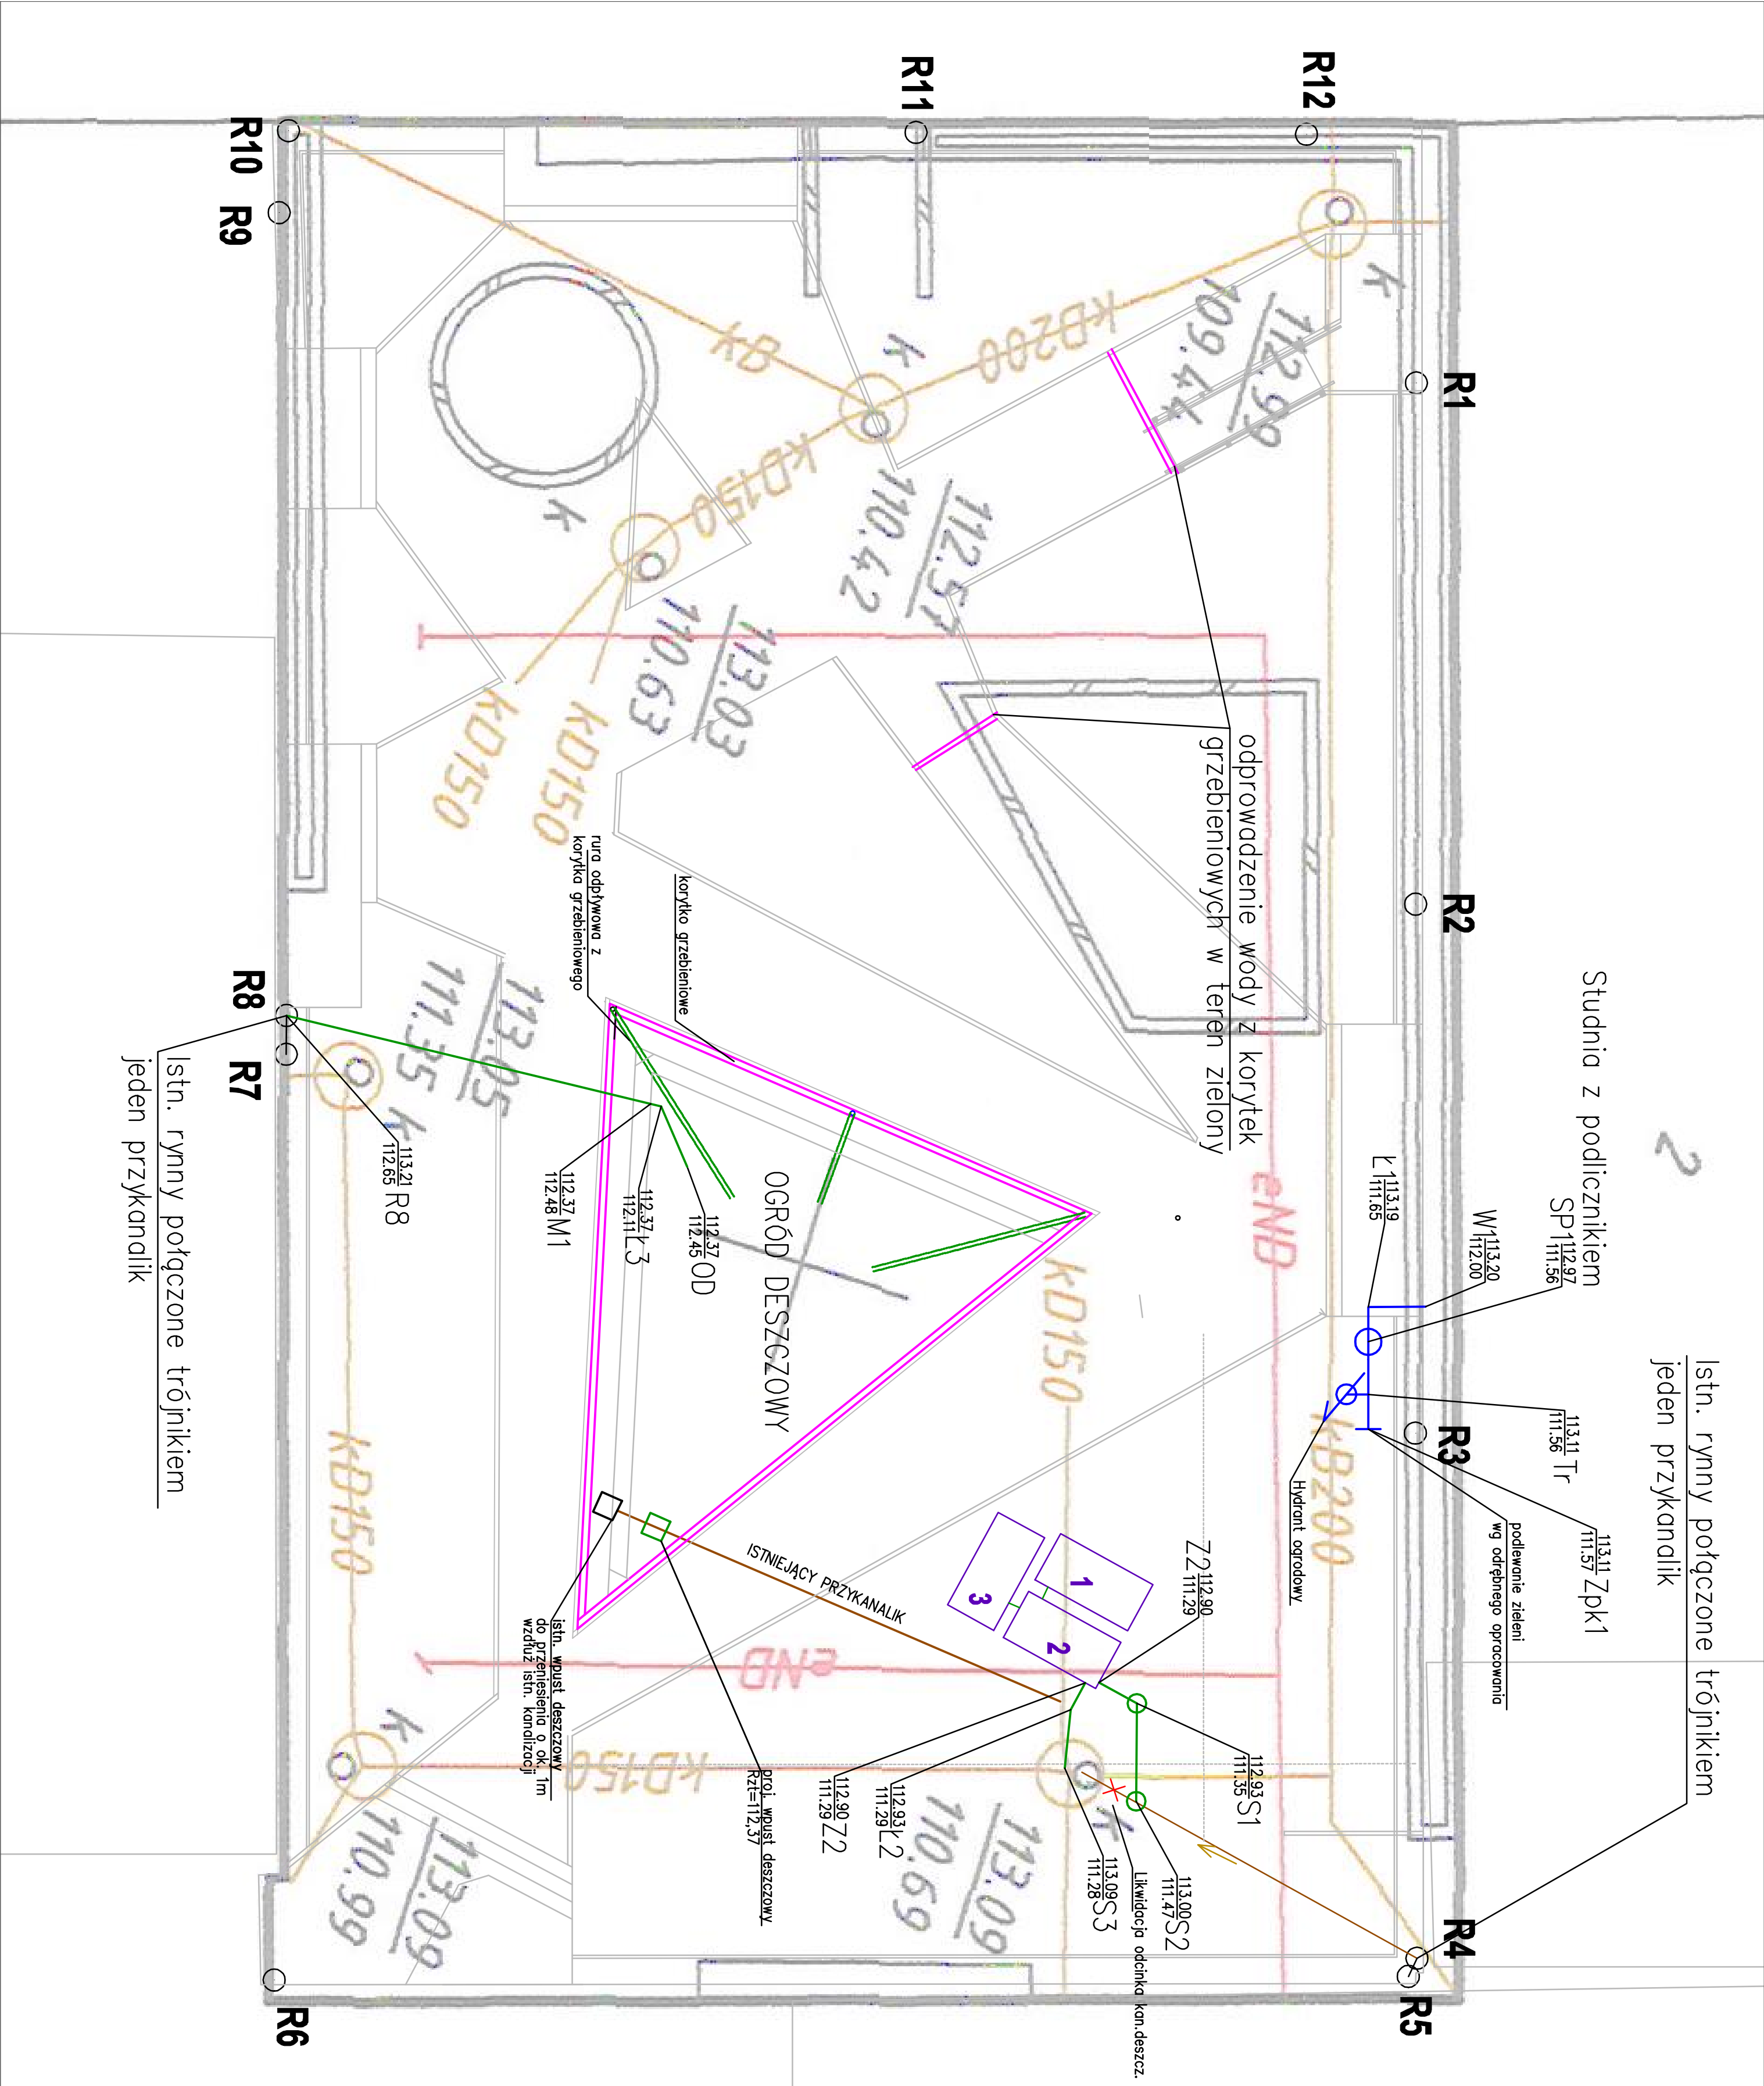 R12
R11
R10
R9
R1
R2
R3
R4
R5
R6
R7
R8
2
Studnia z podlicznikiem
SP1 112.97
111.56
W1 113.20
112.00
Ł1 113.19
111.65
Istn. rynny połączone trójnikiem
jeden przykanalik
113.11 Tr
111.56
113.11 Zpk1
111.57
podlewanie zieleni
wg odrębnego opracowania
Hydrant ogrodowy
odprowadzenie wody z korytek
grzebieniowych w teren zielony
k
112.99
109.44
kD200
k
112.57
110.42
gk
kD150
k
113.03
110.63
kD150
kD150
eND
kD200
kD150
korytko grzebieniowe
rura odpływowa z
korytka grzebieniowego
OGRÓD DESZCZOWY
112.37 OD
112.45
112.37 Ł3
112.11
112.37 M1
112.48
113.05
111.35
k
113.21 R8
112.65
Istn. rynny połączone trójnikiem
jeden przykanalik
kD150
ISTNIEJĄCY PRZYKANALIK
1
2
3
Z2 112.90
111.29
112.93 S1
111.35
113.00 S2
111.47
Likwidacja odcinka kan.deszcz.
113.09 S3
111.28
112.93 Ł2
111.29
112.90 Z2
111.29
k
113.09
110.69
eND
kD150
proj. wpust deszczowy
Rzt=112,37
istn. wpust deszczowy
do przeniesienia o ok. 1m
wzdłuż istn. kanalizacji
k
113.09
110.99